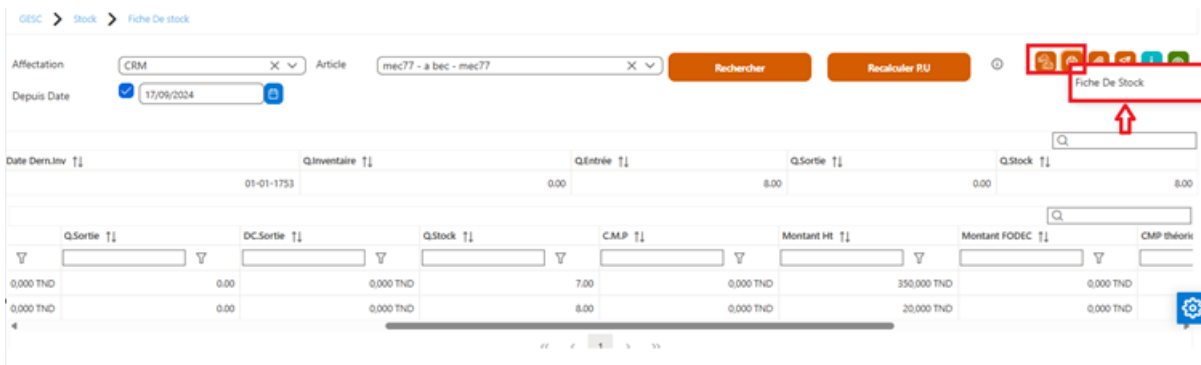 GESC > Stock > Fiche De stock
Affectation CRM Article mec77 - a bec - mec77 Rechercher Recalculer P.U
Fiche De Stock
Depuis Date 17/09/2024
Date Dern.Inv Q.Inventaire Q.Entrée Q.Sortie Q.Stock
01-01-1753 0.00 8.00 0.00 8.00
Q.Sortie DC.Sortie Q.Stock C.M.P Montant Ht Montant FODEC CMP théoric
0,000 TND 0.00 0,000 TND 7.00 0,000 TND 350,000 TND 0,000 TND
0,000 TND 0.00 0,000 TND 8.00 0,000 TND 20,000 TND 0,000 TND
« < 1 > »